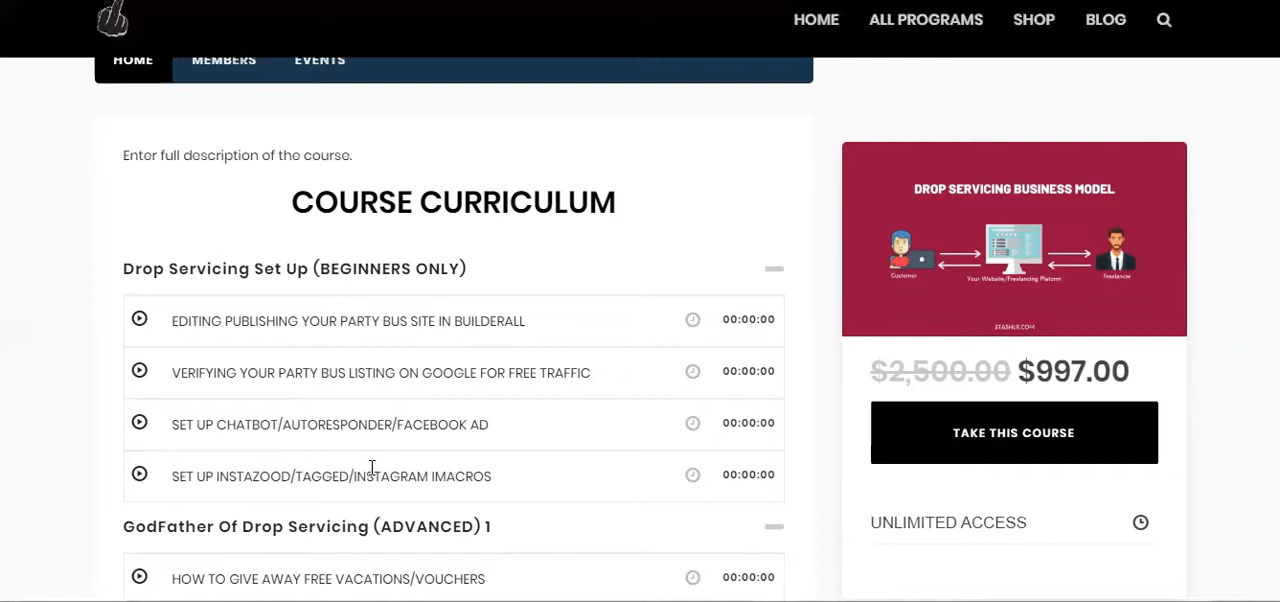 HOME ALL PROGRAMS SHOP BLOG
HOME MEMBERS EVENTS
Enter full description of the course.
COURSE CURRICULUM
Drop Servicing Set Up (BEGINNERS ONLY)
EDITING PUBLISHING YOUR PARTY BUS SITE IN BUILDERALL 00:00:00
VERIFYING YOUR PARTY BUS LISTING ON GOOGLE FOR FREE TRAFFIC 00:00:00
SET UP CHATBOT/AUTORESPONDER/FACEBOOK AD 00:00:00
SET UP INSTAZOOD/TAGGED/INSTAGRAM IMACROS 00:00:00
GodFather Of Drop Servicing (ADVANCED) 1
HOW TO GIVE AWAY FREE VACATIONS/VOUCHERS 00:00:00
DROP SERVICING BUSINESS MODEL
Customer
Your Website/Freelancing Platform
Freelancer
STASHLR.COM
$2,500.00 $997.00
TAKE THIS COURSE
UNLIMITED ACCESS